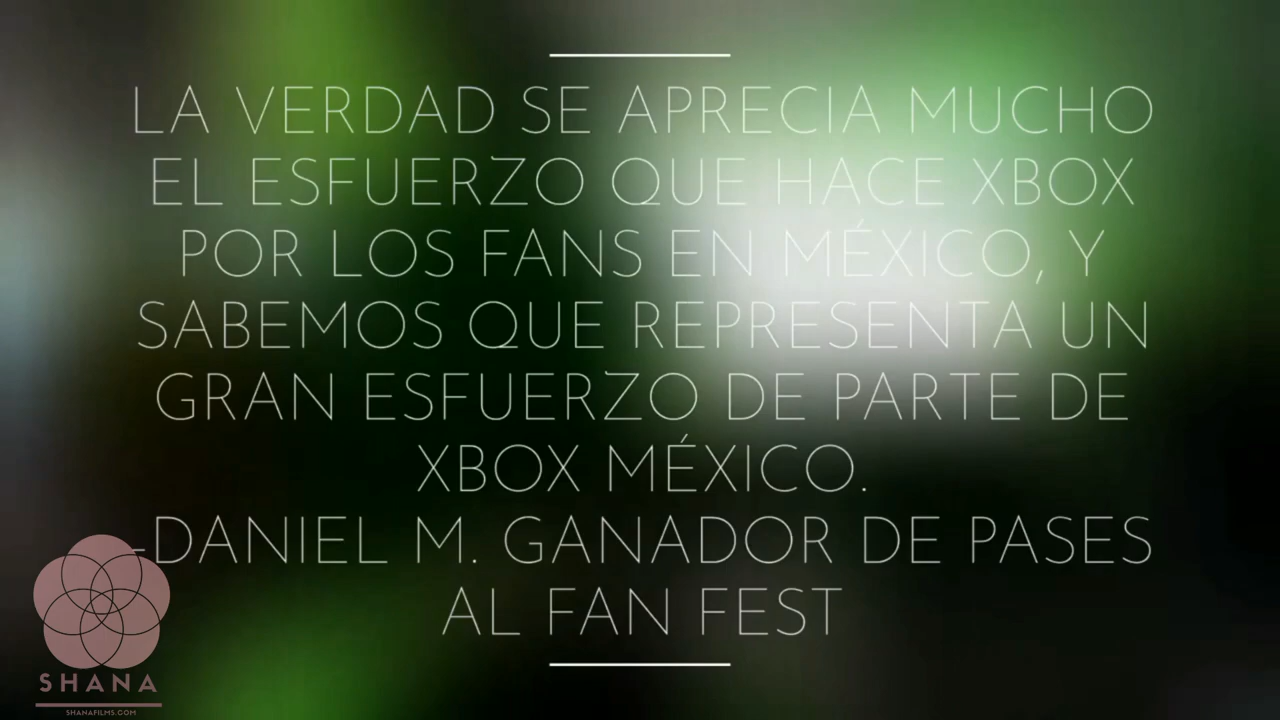 LA VERDAD SE APRECIA MUCHO
EL ESFUERZO QUE HACE XBOX
POR LOS FANS EN MÉXICO, Y
SABEMOS QUE REPRESENTA UN
GRAN ESFUERZO DE PARTE DE
XBOX MÉXICO.
-DANIEL M. GANADOR DE PASES
AL FAN FEST
SHANA
SHANAFILMS.COM